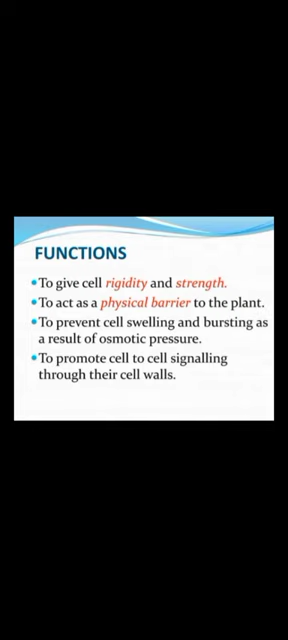 FUNCTIONS
•To give cell rigidity and strength.
•To act as a physical barrier to the plant.
•To prevent cell swelling and bursting as
a result of osmotic pressure.
•To promote cell to cell signalling
through their cell walls.